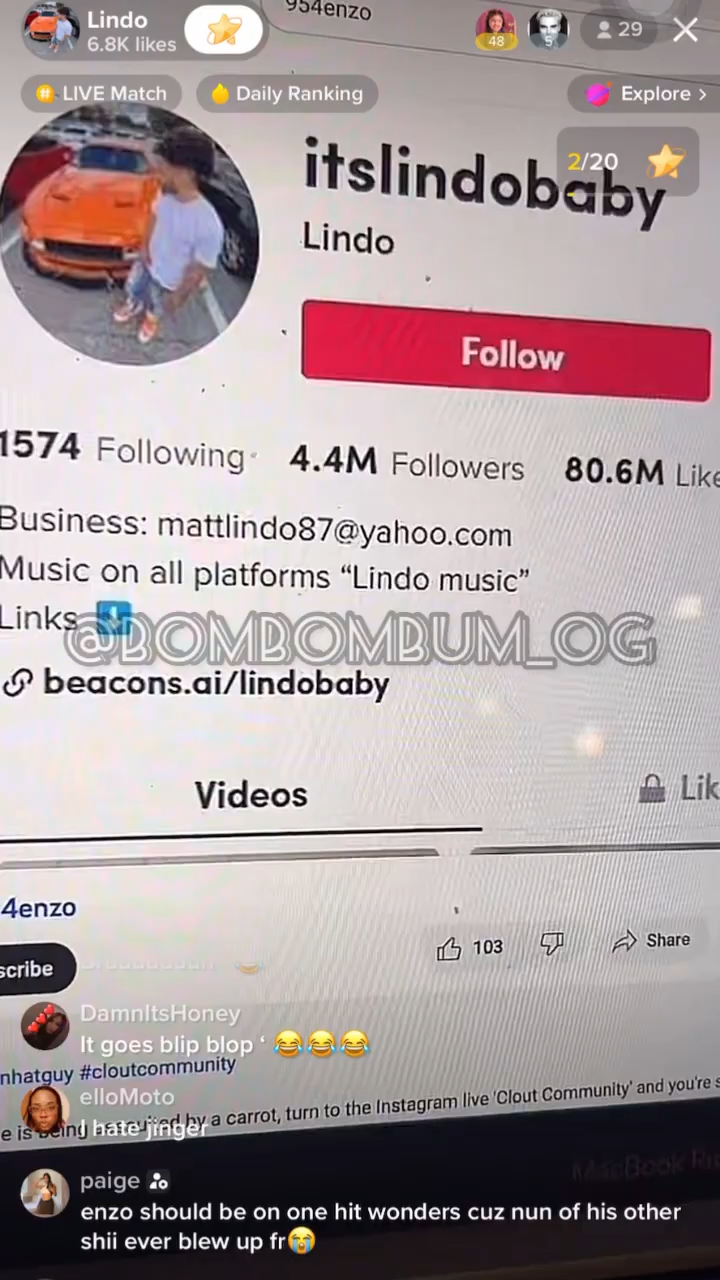 954enzo
Lindo
6.8K likes
48
5
29
LIVE Match
Daily Ranking
Explore >
2/20
itslindobaby
Lindo
Follow
1574 Following
4.4M Followers
80.6M Like
Business: mattlindo87@yahoo.com
Music on all platforms “Lindo music”
Links
@BOMBOMBUM_OG
beacons.ai/lindobaby
Videos
Lik
4enzo
scribe
103
Share
DamnItsHoney
It goes blip blop ‘ 😂😂😂
nhatguy #cloutcommunity
elloMoto
I hate jinger
e is being by a carrot, turn to the Instagram live 'Clout Community' and you're s
MacBook
paige
enzo should be on one hit wonders cuz nun of his other
shii ever blew up fr😭